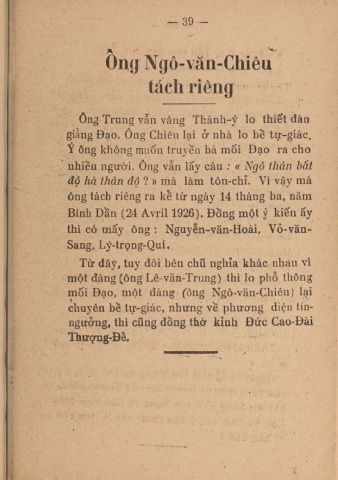 — 39 —
Ông Ngô-văn-Chiêu
tách riêng
Ông Trung vẫn vâng Thánh-ý lo thiết đàn
giảng Đạo. Ông Chiêu lại ở nhà lo bề tự-giác.
Ý ông không muốn truyền bá mối Đạo ra cho
nhiều người. Ông vẫn lấy câu : « Ngô thân bất
độ hà thân độ ? » mà làm tôn-chỉ. Vì vậy mà
ông tách riêng ra kể từ ngày 14 tháng ba, năm
Bính Dần (24 Avril 1926). Đồng một ý kiến ấy
thì có mấy ông : Nguyễn-văn-Hoài, Võ-văn-
Sang, Lý-trọng-Quí.
Từ đây, tuy đôi bên chủ nghĩa khác nhau vì
một đàng (ông Lê-văn-Trung) thì lo phổ thông
mối Đạo, một đàng (ông Ngô-văn-Chiêu) lại
chuyên bề tự-giác, nhưng về phương diện tín-
ngưởng, thì cũng đồng thờ kỉnh Đức Cao-Đài
Thượng-Đế.